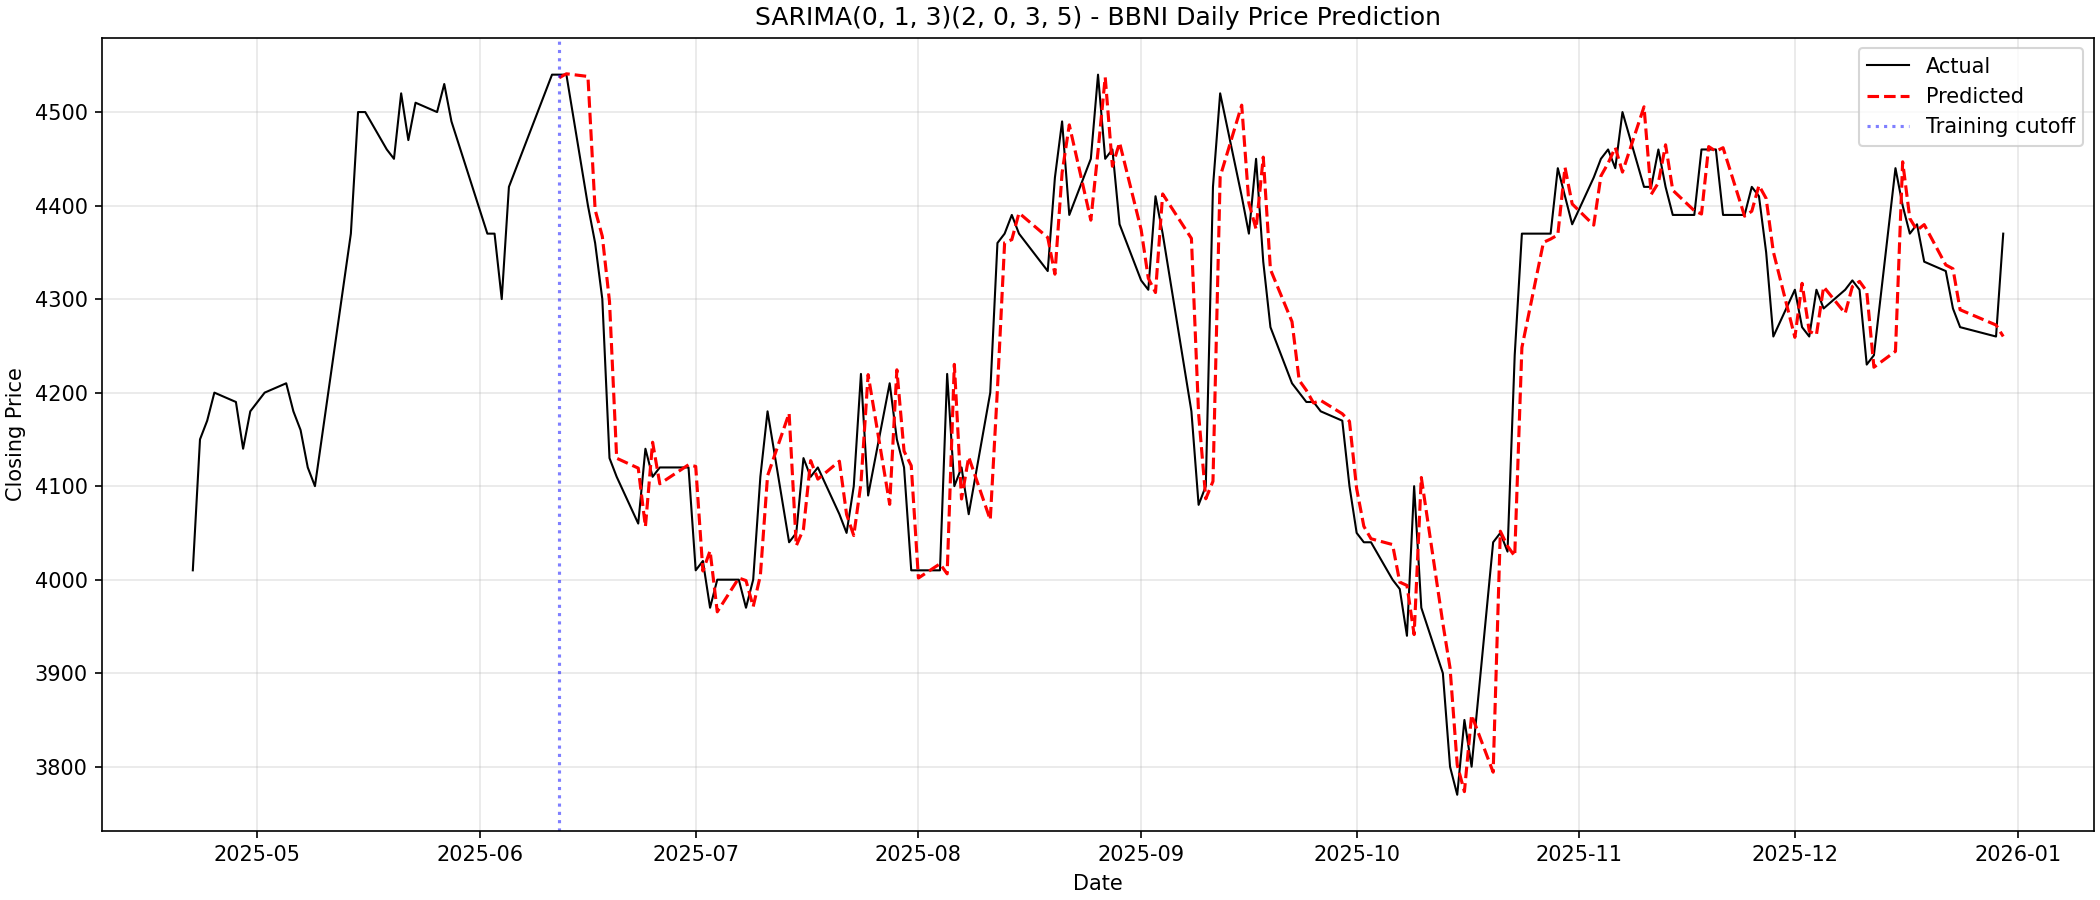 SARIMA(0, 1, 3)(2, 0, 3, 5) - BBNI Daily Price Prediction
Actual
Predicted
Training cutoff
Closing Price
4500
4400
4300
4200
4100
4000
3900
3800
2025-05 2025-06 2025-07 2025-08 2025-09 2025-10 2025-11 2025-12 2026-01
Date